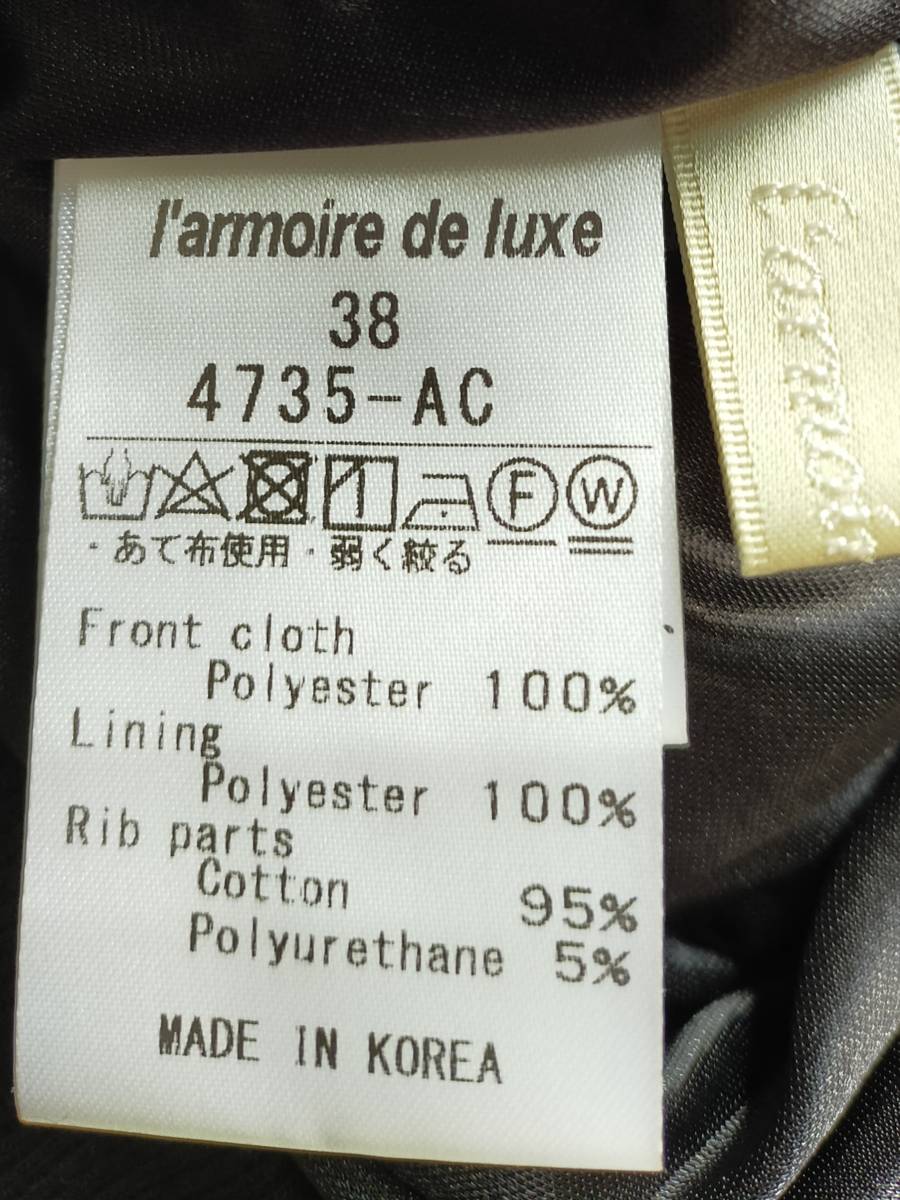 l'armoire de luxe
38
4735-AC
F W
・あて布使用・弱く絞る
Front cloth
Polyester 100%
Lining
Polyester 100%
Rib parts
Cotton 95%
Polyurethane 5%
MADE IN KOREA